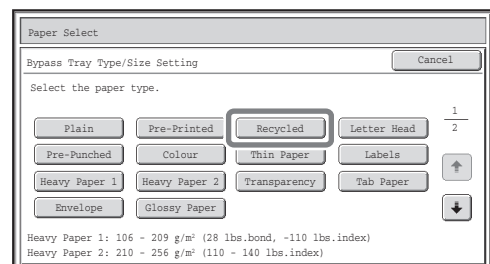 Paper Select
Bypass Tray Type/Size Setting Cancel
Select the paper type.
1
Plain Pre-Printed Recycled Letter Head 2
Pre-Punched Colour Thin Paper Labels
Heavy Paper 1 Heavy Paper 2 Transparency Tab Paper
Envelope Glossy Paper
Heavy Paper 1: 106 - 209 g/m² (28 lbs.bond, -110 lbs.index)
Heavy Paper 2: 210 - 256 g/m² (110 - 140 lbs.index)